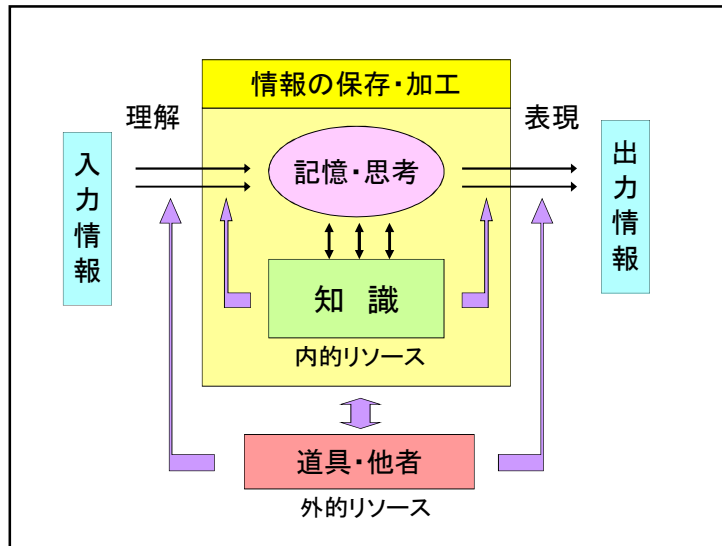 情報の保存・加工
理解
表現
入力情報
記憶・思考
出力情報
知 識
内的リソース
道具・他者
外的リソース